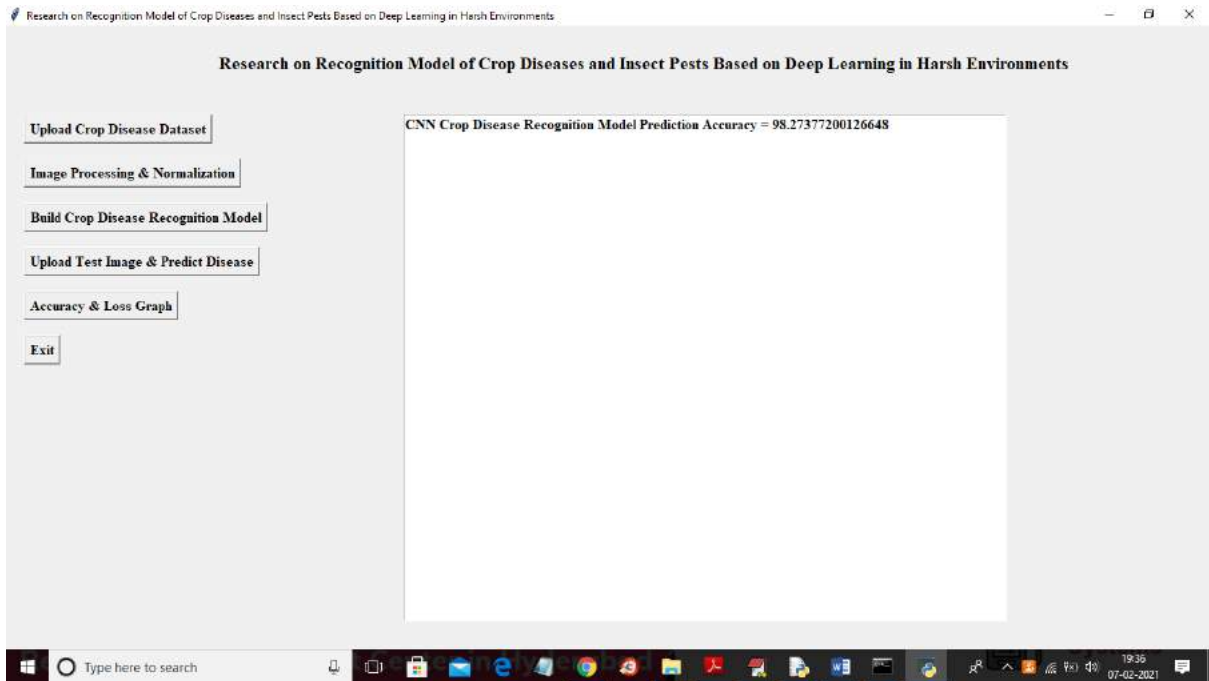 Research on Recognition Model of Crop Diseases and Insect Pests Based on Deep Learning in Harsh Environments
Research on Recognition Model of Crop Diseases and Insect Pests Based on Deep Learning in Harsh Environments
Upload Crop Disease Dataset
CNN Crop Disease Recognition Model Prediction Accuracy = 98.27377200126648
Image Processing & Normalization
Build Crop Disease Recognition Model
Upload Test Image & Predict Disease
Accuracy & Loss Graph
Exit
Type here to search
19:36
07-02-2021